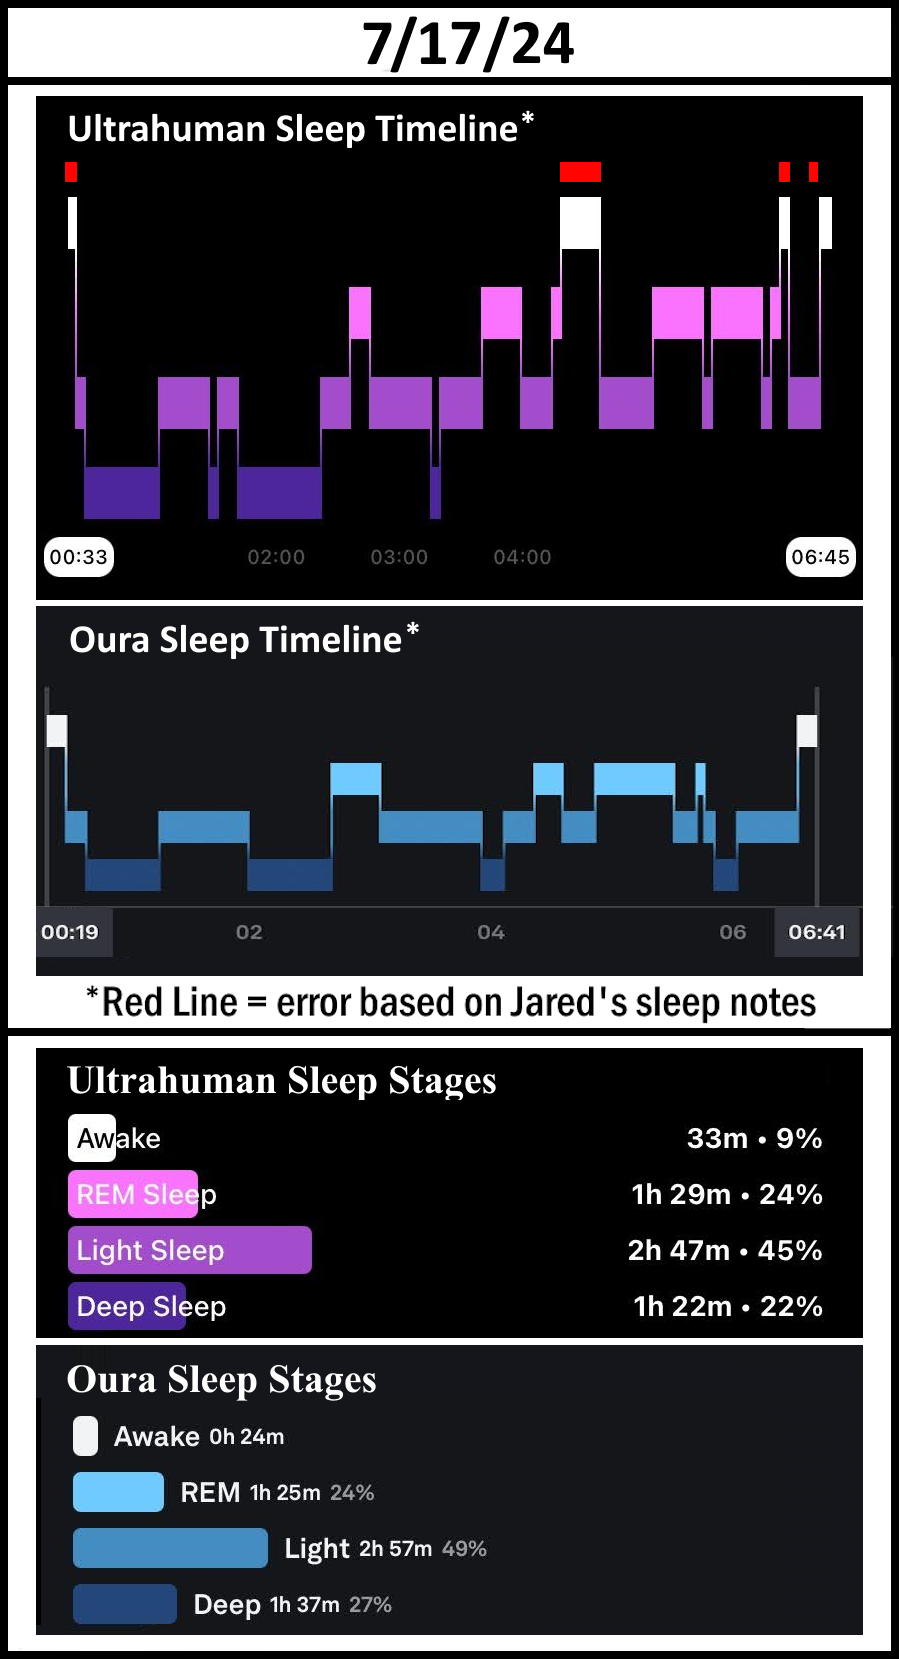 7/17/24
Ultrahuman Sleep Timeline*
00:33 02:00 03:00 04:00 06:45
Oura Sleep Timeline*
00:19 02 04 06 06:41
*Red Line = error based on Jared's sleep notes
Ultrahuman Sleep Stages
Awake 33m • 9%
REM Sleep 1h 29m • 24%
Light Sleep 2h 47m • 45%
Deep Sleep 1h 22m • 22%
Oura Sleep Stages
Awake 0h 24m
REM 1h 25m 24%
Light 2h 57m 49%
Deep 1h 37m 27%